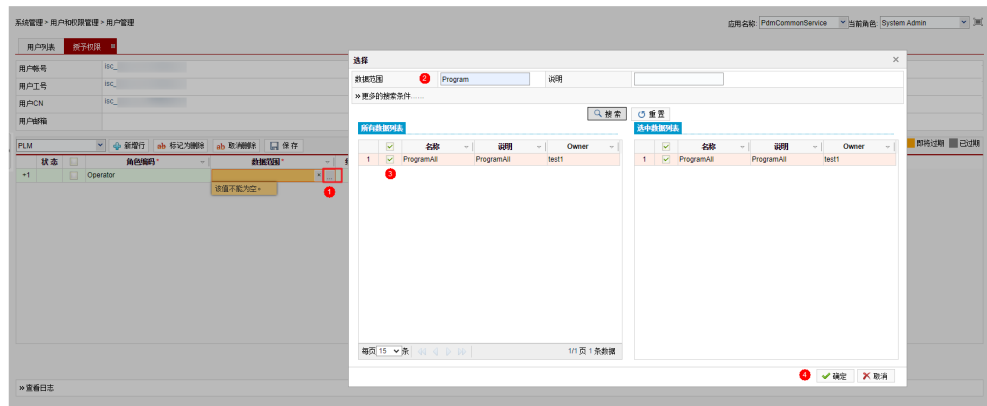 系统管理 > 用户和权限管理 > 用户管理
应用名称: PdmCommonService 当前角色: System Admin
用户列表 授予权限
用户帐号 isc_
用户工号 isc_
用户CN isc_
用户邮箱
PLM 新增行 ab 标记为删除 ab 取消删除 保存
即将过期 已过期
状态 角色编码* 数据范围*
+1 Operator ...
该值不能为空。
1
» 查看日志
选择
数据范围 2 Program 说明
» 更多的搜索条件......
搜索 重置
所有数据列表 选中数据列表
名称 说明 Owner 名称 说明 Owner
1 ProgramAll ProgramAll test1 1 ProgramAll ProgramAll test1
3
每页 15 条 1/1 页 1 条数据
4 确定 取消